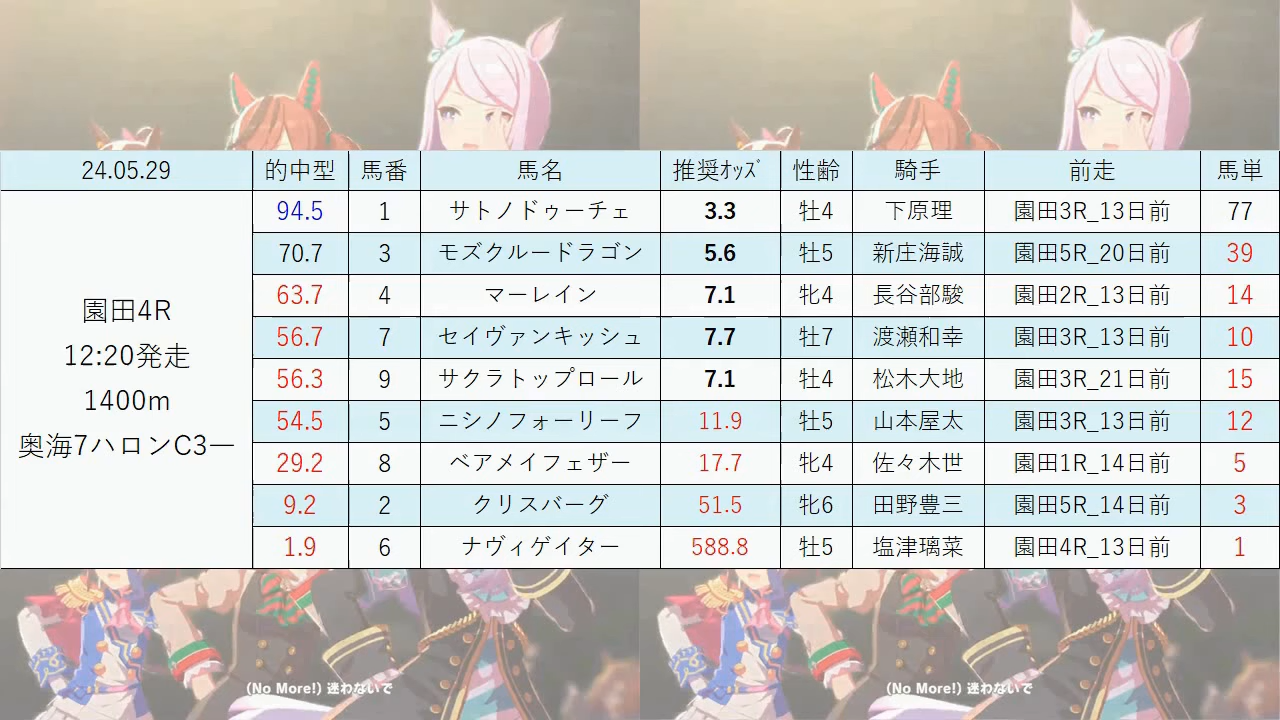 24.05.29 的中型 馬番 馬名 推奨ｵｯｽﾞ 性齢 騎手 前走 馬単
94.5 1 サトノドゥーチェ 3.3 牡4 下原理 園田3R_13日前 77
70.7 3 モズクルードラゴン 5.6 牡5 新庄海誠 園田5R_20日前 39
63.7 4 マーレイン 7.1 牝4 長谷部駿 園田2R_13日前 14
56.7 7 セイヴァンキッシュ 7.7 牡7 渡瀬和幸 園田3R_13日前 10
56.3 9 サクラトップロール 7.1 牡4 松木大地 園田3R_21日前 15
54.5 5 ニシノフォーリーフ 11.9 牡5 山本屋太 園田3R_13日前 12
29.2 8 ベアメイフェザー 17.7 牝4 佐々木世 園田1R_14日前 5
9.2 2 クリスバーグ 51.5 牝6 田野豊三 園田5R_14日前 3
1.9 6 ナヴィゲイター 588.8 牡5 塩津璃菜 園田4R_13日前 1
園田4R
12:20発走
1400m
奥海7ハロンC3一
(No More!) 迷わないで
(No More!) 迷わないで